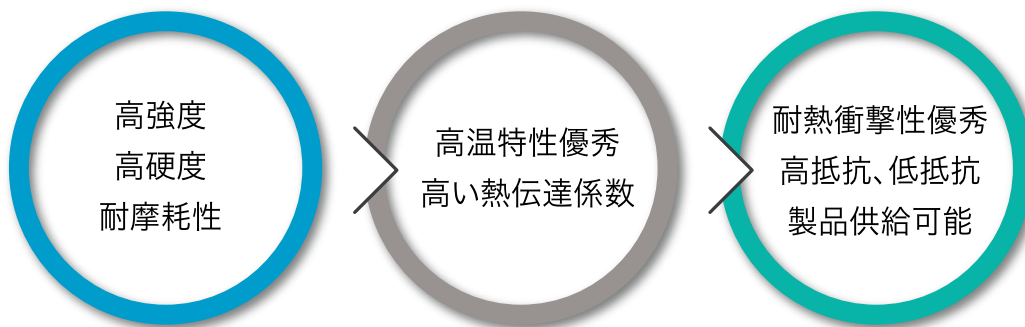 高強度
高硬度
耐摩耗性
高温特性優秀
高い熱伝達係数
耐熱衝撃性優秀
高抵抗、低抵抗
製品供給可能